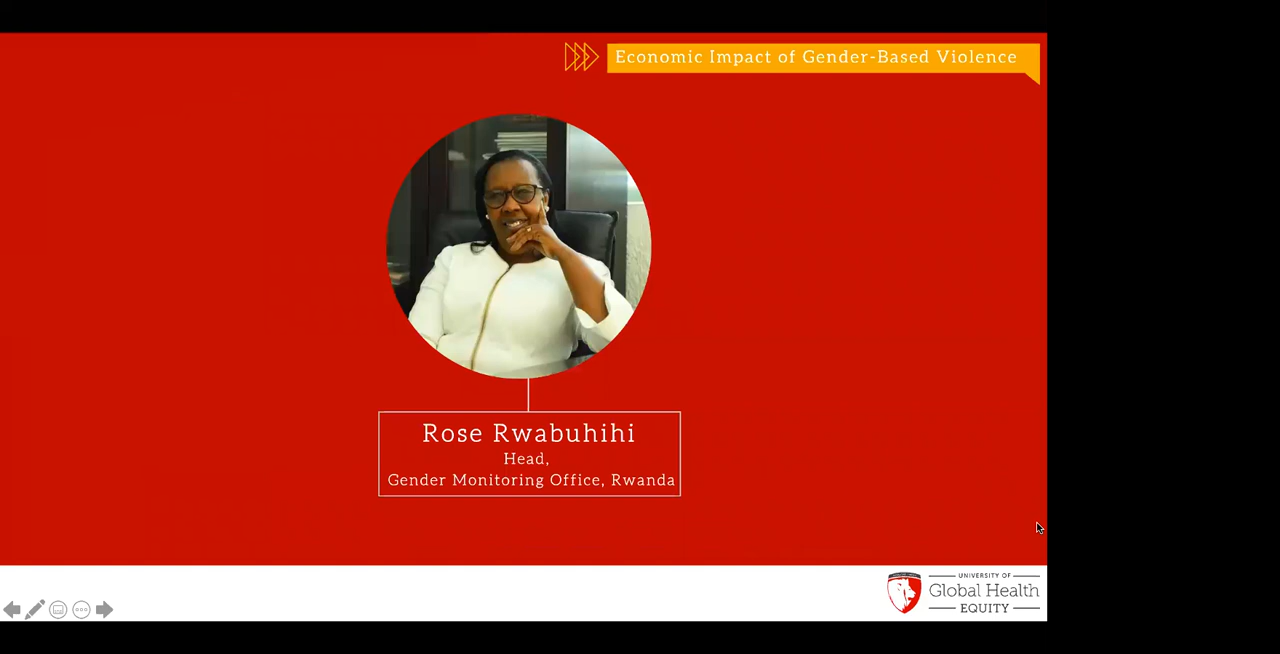 Economic Impact of Gender-Based Violence
Rose Rwabuhihi
Head,
Gender Monitoring Office, Rwanda
UNIVERSITY OF
Global Health
EQUITY